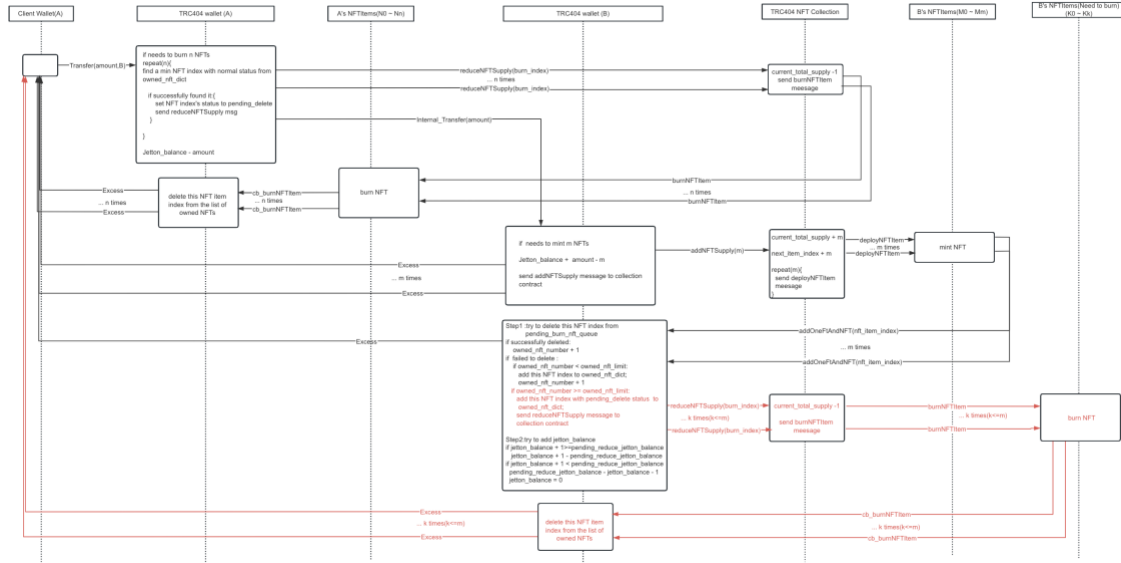 Client Wallet(A)
TRC404 wallet(A)
A's NFTItems(N0 ~ Nn)
TRC404 wallet (B)
TRC404 NFT Collection
B's NFTItems(M0 ~ Mm)
B's NFTItems(Need to burn)
(K0 ~ Kk)
Transfer(amount,B)
if needs to burn n NFTs
repeat(n){
find a min NFT index with normal status from
owned_nft_dict
if successfully found it:{
set NFT index's status to pending_delete
send reduceNFTSupply msg
}
}
Jetton_balance - amount
reduceNFTSupply(burn_index)
... n times
reduceNFTSupply(burn_index)
current_total_supply -1
send burnNFTItem
meesage
Internal_Transfer(amount)
burnNFTItem
... n times
burnNFTItem
burn NFT
cb_burnNFTItem
... n times
cb_burnNFTItem
delete this NFT item
index from the list of
owned NFTs
Excess
... n times
Excess
if needs to mint m NFTs
Jetton_balance + amount - m
send addNFTSupply message to collection
contract
addNFTSupply(m)
current_total_supply + m
next_item_index + m
repeat(m){
send deployNFTItem
meesage
}
deployNFTItem
... m times
deployNFTItem
mint NFT
Excess
... m times
Excess
addOneFtAndNFT(nft_item_index)
... m times
addOneFtAndNFT(nft_item_index)
Excess
Step1 :try to delete this NFT index from
pending_burn_nft_queue
if successfully deleted:
owned_nft_number + 1
if failed to delete :
if owned_nft_number < owned_nft_limit:
add this NFT index to owned_nft_dict;
owned_nft_number + 1
if owned_nft_number >= owned_nft_limit:
add this NFT index with pending_delete status to
owned_nft_dict;
send reduceNFTSupply message to
collection contract
Step2:try to add jetton_balance
if jetton_balance + 1>=pending_reduce_jetton_balance
jetton_balance + 1 - pending_reduce_jetton_balance
if jetton_balance + 1 < pending_reduce_jetton_balance
pending_reduce_jetton_balance - jetton_balance - 1
jetton_balance = 0
reduceNFTSupply(burn_index)
... k times(k<=m)
reduceNFTSupply(burn_index)
current_total_supply -1
send burnNFTItem
meesage
burnNFTItem
... k times(k<=m)
burnNFTItem
burn NFT
cb_burnNFTItem
... k times(k<=m)
cb_burnNFTItem
delete this NFT item
index from the list of
owned NFTs
Excess
... k times(k<=m)
Excess